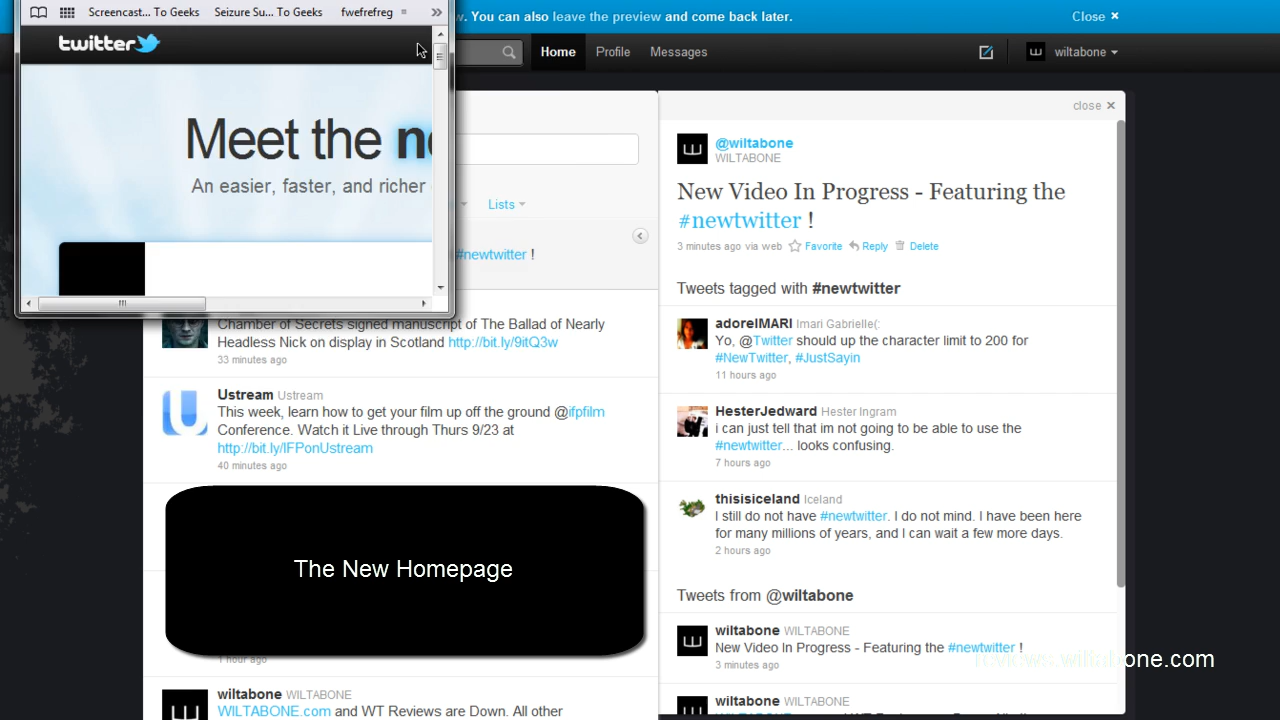 Screencast... To Geeks
Seizure Su... To Geeks
fwefrefreg
»
w. You can also leave the preview and come back later.
Close ×
twitter
Home
Profile
Messages
wiltabone
Meet the
An easier, faster, and richer
Lists
#newtwitter !
Chamber of Secrets signed manuscript of The Ballad of Nearly
Headless Nick on display in Scotland http://bit.ly/9itQ3w
33 minutes ago
Ustream Ustream
This week, learn how to get your film up off the ground @ifpfilm
Conference. Watch it Live through Thurs 9/23 at
http://bit.ly/IFPonUstream
40 minutes ago
The New Homepage
1 hour ago
wiltabone WILTABONE
WILTABONE.com and WT Reviews are Down. All other
close ×
@wiltabone
WILTABONE
New Video In Progress - Featuring the
#newtwitter !
3 minutes ago via web Favorite Reply Delete
Tweets tagged with #newtwitter
adoreIMARI Imari Gabrielle(:
Yo, @Twitter should up the character limit to 200 for
#NewTwitter, #JustSayin
11 hours ago
HesterJedward Hester Ingram
i can just tell that im not going to be able to use the
#newtwitter... looks confusing.
7 hours ago
thisisiceland Iceland
I still do not have #newtwitter. I do not mind. I have been here
for many millions of years, and I can wait a few more days.
2 hours ago
Tweets from @wiltabone
wiltabone WILTABONE
New Video In Progress - Featuring the #newtwitter !
3 minutes ago
reviews.wiltabone.com
wiltabone WILTABONE